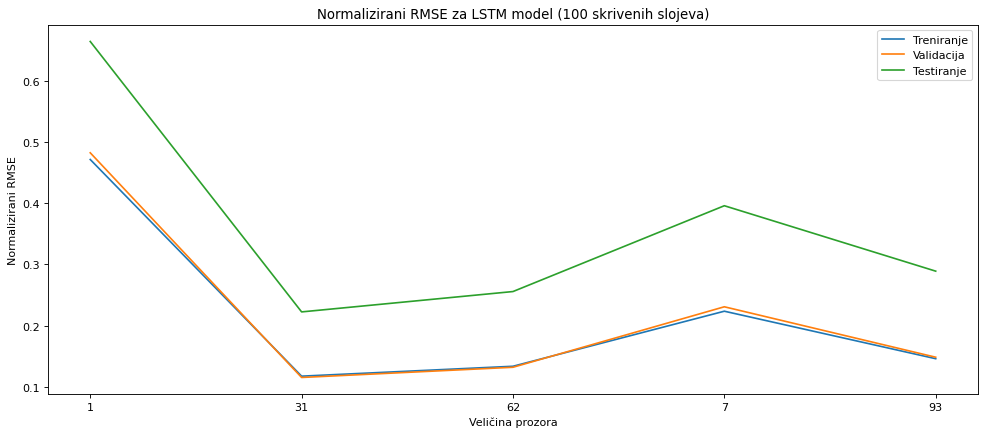 Normalizirani RMSE za LSTM model (100 skrivenih slojeva)
Treniranje
Validacija
Testiranje
Normalizirani RMSE
0.6
0.5
0.4
0.3
0.2
0.1
1 31 62 7 93
Veličina prozora